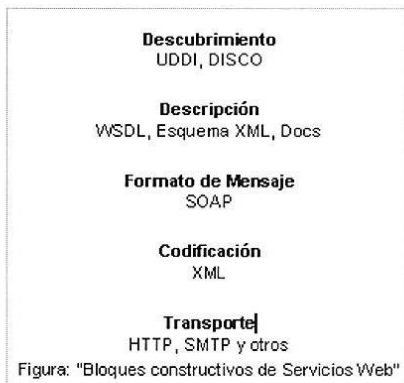 Descubrimiento
UDDI, DISCO
Descripción
WSDL, Esquema XML, Docs
Formato de Mensaje
SOAP
Codificación
XML
Transporte
HTTP, SMTP y otros
Figura: "Bloques constructivos de Servicios Web"